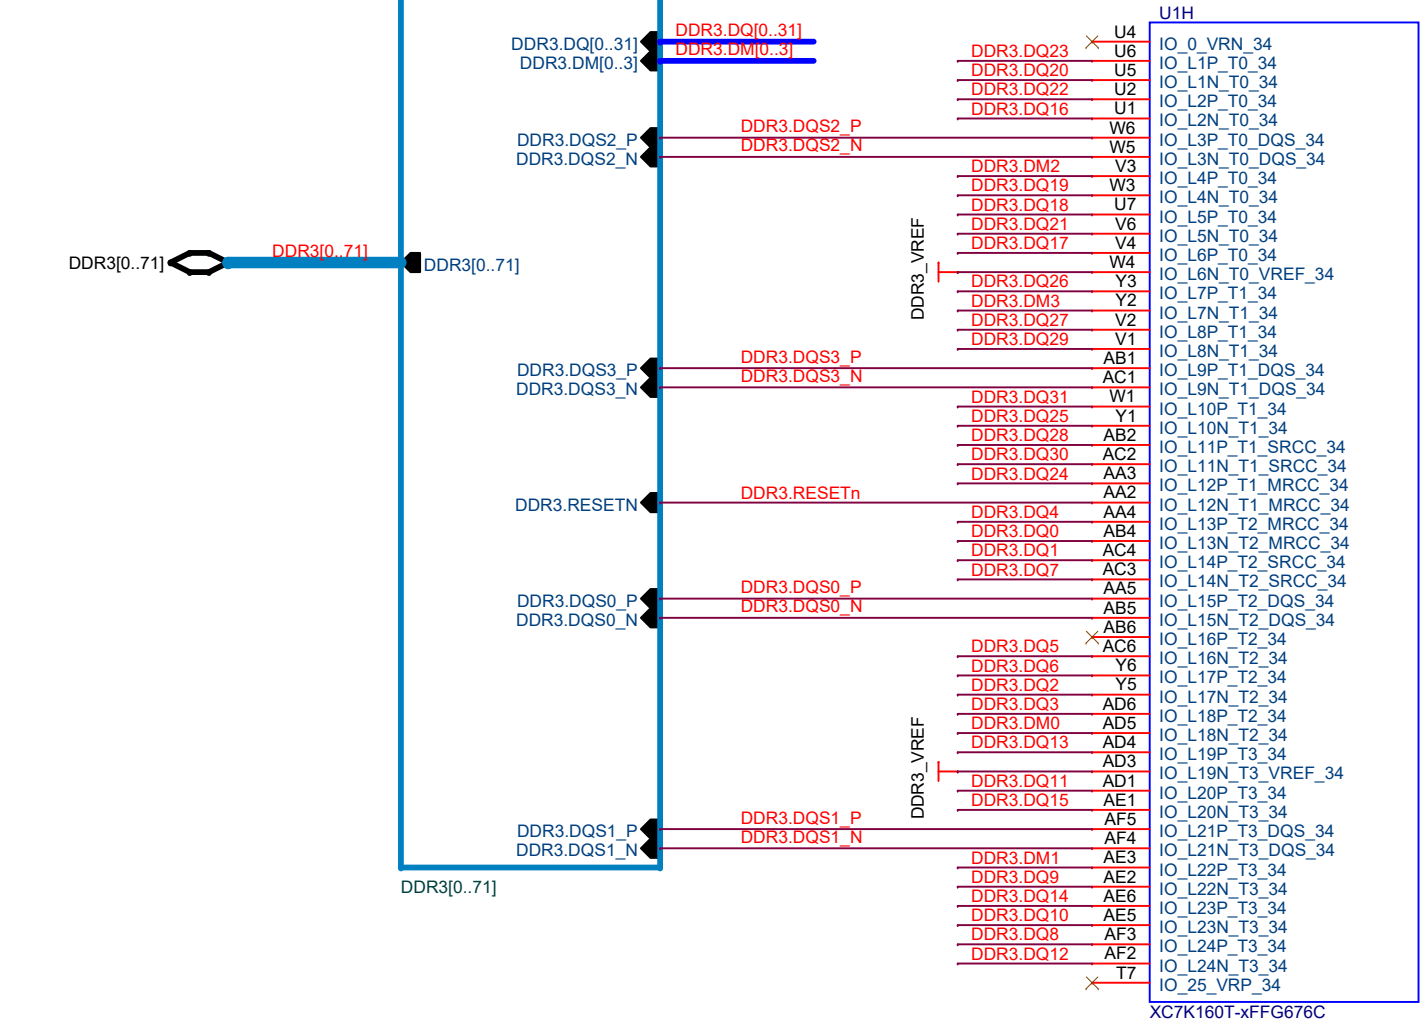 U1H
DDR3.DQ[0..31] DDR3.DQ[0..31]
DDR3.DM[0..3] DDR3.DM[0..3]
U4 IO_0_VRN_34
DDR3.DQ23 U6 IO_L1P_T0_34
DDR3.DQ20 U5 IO_L1N_T0_34
DDR3.DQ22 U2 IO_L2P_T0_34
DDR3.DQ16 U1 IO_L2N_T0_34
DDR3.DQS2_P DDR3.DQS2_P W6 IO_L3P_T0_DQS_34
DDR3.DQS2_N DDR3.DQS2_N W5 IO_L3N_T0_DQS_34
DDR3.DM2 V3 IO_L4P_T0_34
DDR3.DQ19 W3 IO_L4N_T0_34
DDR3.DQ18 U7 IO_L5P_T0_34
DDR3.DQ21 V6 IO_L5N_T0_34
DDR3.DQ17 V4 IO_L6P_T0_34
DDR3[0..71] DDR3[0..71] DDR3[0..71]
DDR3_VREF W4 IO_L6N_T0_VREF_34
DDR3.DQ26 Y3 IO_L7P_T1_34
DDR3.DM3 Y2 IO_L7N_T1_34
DDR3.DQ27 V2 IO_L8P_T1_34
DDR3.DQ29 V1 IO_L8N_T1_34
DDR3.DQS3_P DDR3.DQS3_P AB1 IO_L9P_T1_DQS_34
DDR3.DQS3_N DDR3.DQS3_N AC1 IO_L9N_T1_DQS_34
DDR3.DQ31 W1 IO_L10P_T1_34
DDR3.DQ25 Y1 IO_L10N_T1_34
DDR3.DQ28 AB2 IO_L11P_T1_SRCC_34
DDR3.DQ30 AC2 IO_L11N_T1_SRCC_34
DDR3.DQ24 AA3 IO_L12P_T1_MRCC_34
DDR3.RESETN DDR3.RESETn AA2 IO_L12N_T1_MRCC_34
DDR3.DQ4 AA4 IO_L13P_T2_MRCC_34
DDR3.DQ0 AB4 IO_L13N_T2_MRCC_34
DDR3.DQ1 AC4 IO_L14P_T2_SRCC_34
DDR3.DQ7 AC3 IO_L14N_T2_SRCC_34
DDR3.DQS0_P DDR3.DQS0_P AA5 IO_L15P_T2_DQS_34
DDR3.DQS0_N DDR3.DQS0_N AB5 IO_L15N_T2_DQS_34
AB6 IO_L16P_T2_34
DDR3.DQ5 AC6 IO_L16N_T2_34
DDR3.DQ6 Y6 IO_L17P_T2_34
DDR3.DQ2 Y5 IO_L17N_T2_34
DDR3.DQ3 AD6 IO_L18P_T2_34
DDR3.DM0 AD5 IO_L18N_T2_34
DDR3.DQ13 AD4 IO_L19P_T3_34
DDR3_VREF AD3 IO_L19N_T3_VREF_34
DDR3.DQ11 AD1 IO_L20P_T3_34
DDR3.DQ15 AE1 IO_L20N_T3_34
DDR3.DQS1_P DDR3.DQS1_P AF5 IO_L21P_T3_DQS_34
DDR3.DQS1_N DDR3.DQS1_N AF4 IO_L21N_T3_DQS_34
DDR3.DM1 AE3 IO_L22P_T3_34
DDR3[0..71]
DDR3.DQ9 AE2 IO_L22N_T3_34
DDR3.DQ14 AE6 IO_L23P_T3_34
DDR3.DQ10 AE5 IO_L23N_T3_34
DDR3.DQ8 AF3 IO_L24P_T3_34
DDR3.DQ12 AF2 IO_L24N_T3_34
T7 IO_25_VRP_34
XC7K160T-xFFG676C